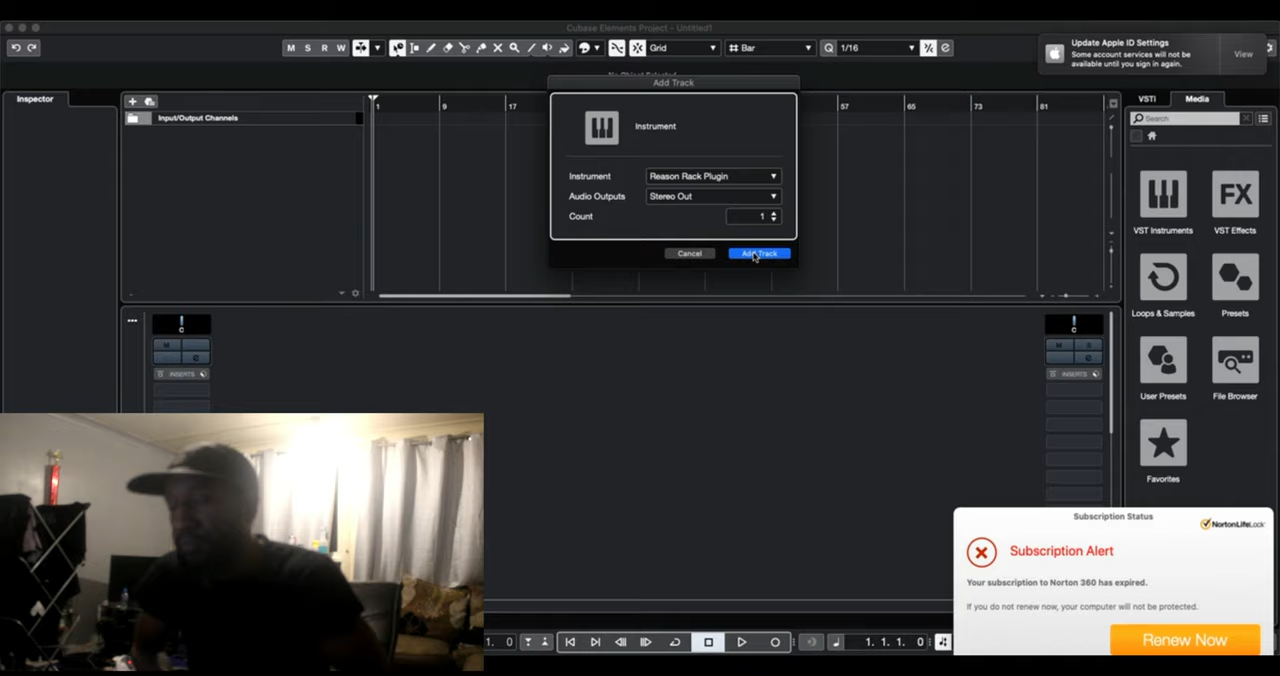 Cubase Elements Project - Untitled1
M S R W
Grid
Bar
Q 1/16
Update Apple ID Settings
Some account services will not be
available until you sign in again.
View
Inspector
Input/Output Channels
1 9 17
57 65 73 81
Add Track
Instrument
Instrument Reason Rack Plugin
Audio Outputs Stereo Out
Count 1
Cancel Add Track
VSTi Media
Search
VST Instruments
FX
VST Effects
Loops & Samples
Presets
User Presets
File Browser
Favorites
C
M
e
INSERTS
C
M S
e
INSERTS
Subscription Status
NortonLifeLock
Subscription Alert
Your subscription to Norton 360 has expired.
If you do not renew now, your computer will not be protected.
Renew Now
1. 0
1. 1. 1. 0